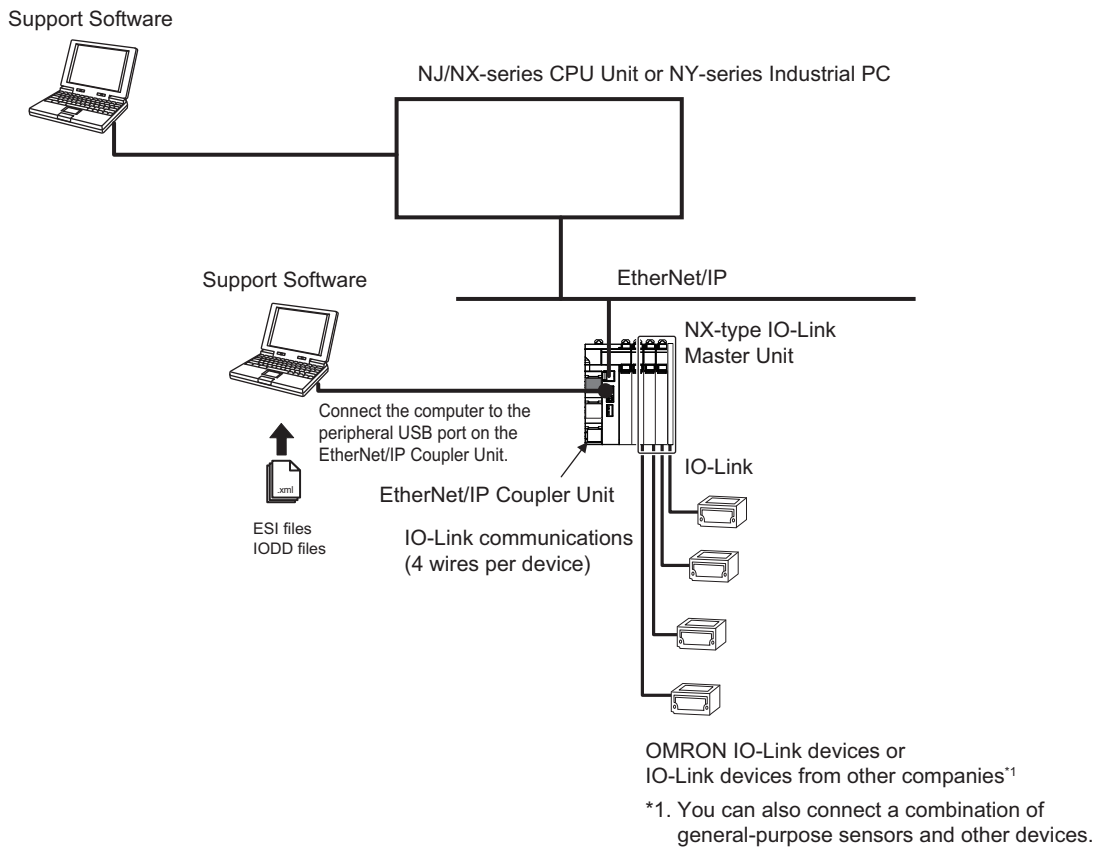 Support Software
NJ/NX-series CPU Unit or NY-series Industrial PC
Support Software
EtherNet/IP
NX-type IO-Link
Master Unit
Connect the computer to the
peripheral USB port on the
EtherNet/IP Coupler Unit.
.xml
ESI files
IODD files
EtherNet/IP Coupler Unit
IO-Link
IO-Link communications
(4 wires per device)
OMRON IO-Link devices or
IO-Link devices from other companies*1
*1. You can also connect a combination of
general-purpose sensors and other devices.